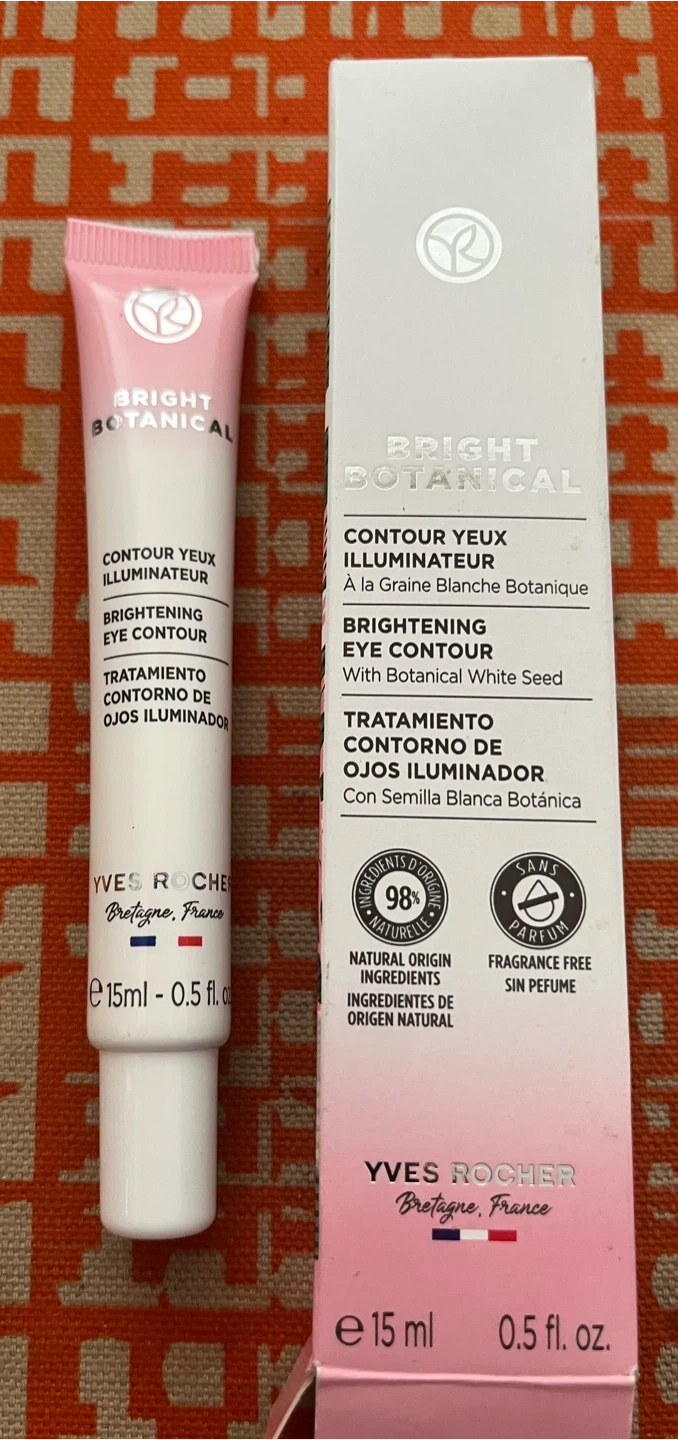 BRIGHT
BOTANICAL
CONTOUR YEUX
ILLUMINATEUR
BRIGHTENING
EYE CONTOUR
TRATAMIENTO
CONTORNO DE
OJOS ILUMINADOR
YVES ROCHER
Bretagne, France
e 15ml - 0.5 fl. oz
BRIGHT
BOTANICAL
CONTOUR YEUX
ILLUMINATEUR
À la Graine Blanche Botanique
BRIGHTENING
EYE CONTOUR
With Botanical White Seed
TRATAMIENTO
CONTORNO DE
OJOS ILUMINADOR
Con Semilla Blanca Botánica
INGRÉDIENTS D'ORIGINE
98%
NATURELLE
NATURAL ORIGIN
INGREDIENTS
INGREDIENTES DE
ORIGEN NATURAL
SANS
PARFUM
FRAGRANCE FREE
SIN PEFUME
YVES ROCHER
Bretagne, France
e 15 ml 0.5 fl. oz.